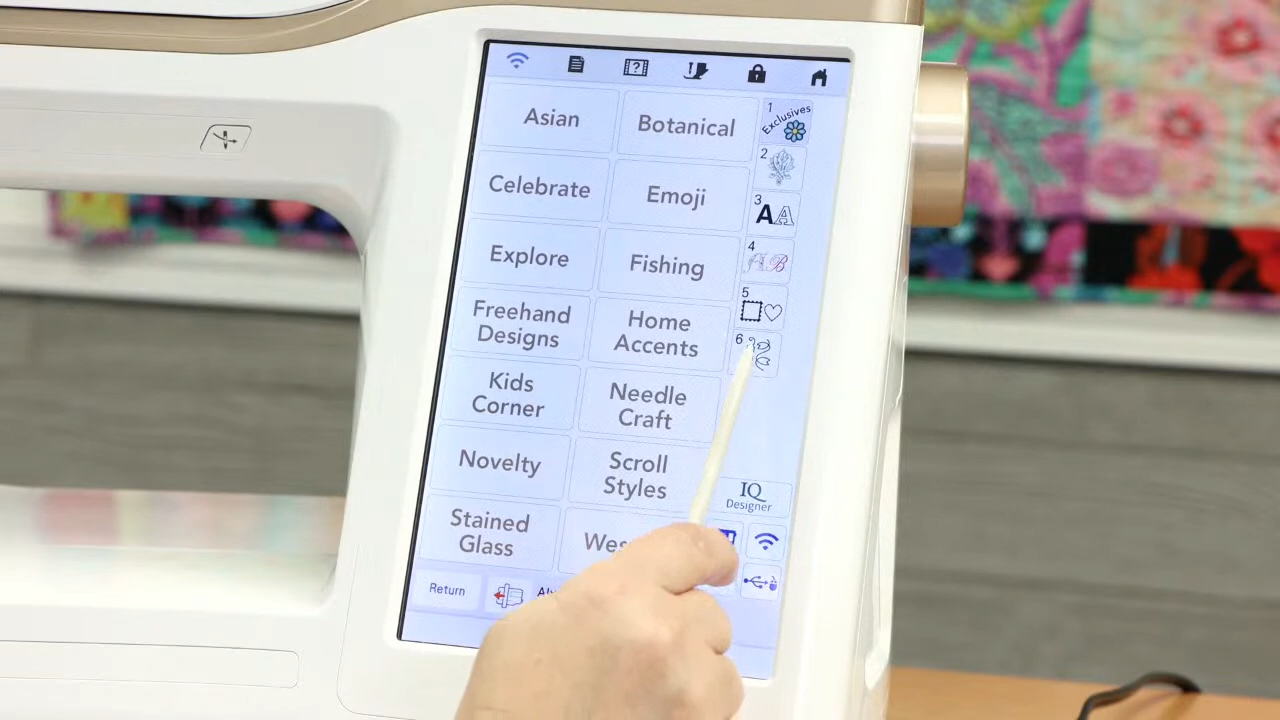 Asian
Botanical
1
Exclusives
Celebrate
Emoji
2
3
AA
Explore
Fishing
4
B
5
Freehand
Designs
Home
Accents
6
Kids
Corner
Needle
Craft
Novelty
Scroll
Styles
IQ
Designer
Stained
Glass
Return